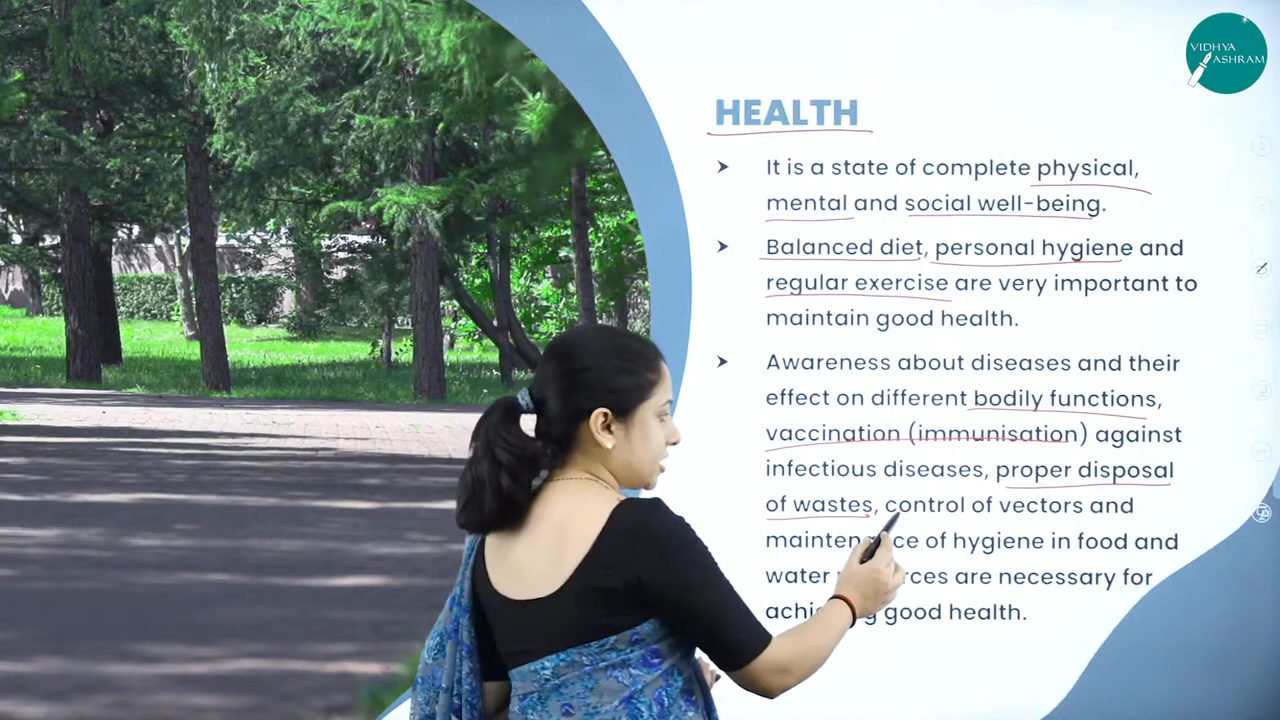 VIDHYA
ASHRAM
HEALTH
➤ It is a state of complete physical,
mental and social well-being.
➤ Balanced diet, personal hygiene and
regular exercise are very important to
maintain good health.
➤ Awareness about diseases and their
effect on different bodily functions,
vaccination (immunisation) against
infectious diseases, proper disposal
of wastes, control of vectors and
of hygiene in food and
water are necessary for
good health.